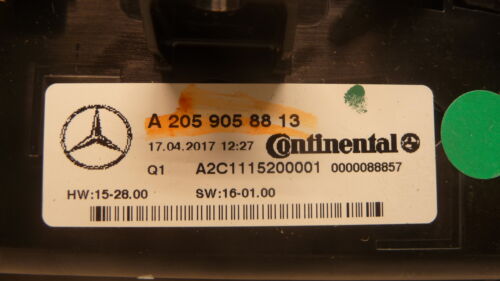 A 205 905 88 13
17.04.2017 12:27 Continental
Q1 A2C1115200001 0000088857
HW:15-28.00 SW:16-01.00